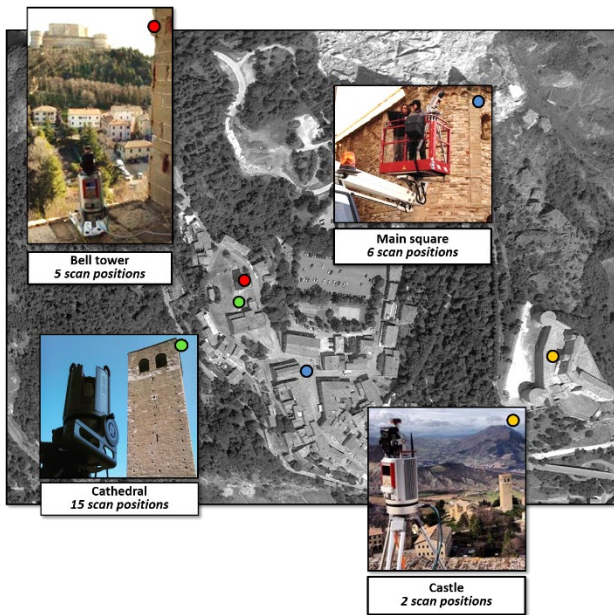 Bell tower
5 scan positions
Main square
6 scan positions
Cathedral
15 scan positions
Castle
2 scan positions